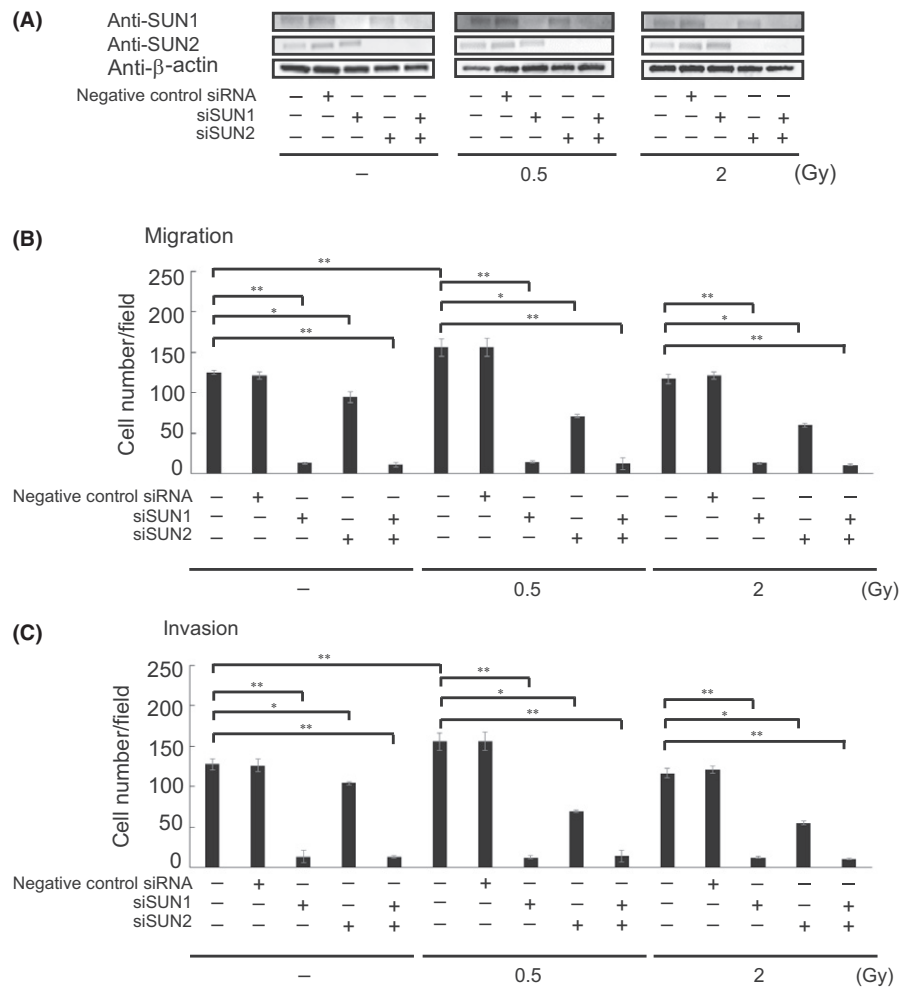 (A)
Anti-SUN1
Anti-SUN2
Anti-β-actin
Negative control siRNA – + – – – – + – – – – + – – –
siSUN1 – – + – + – – + – + – – + – +
siSUN2 – – – + + – – – + + – – – + +
– 0.5 2 (Gy)
(B) Migration
Cell number/field
250
200
150
100
50
0
** ** * ** ** * ** ** * **
Negative control siRNA – + – – – – + – – – – + – – –
siSUN1 – – + – + – – + – + – – + – +
siSUN2 – – – + + – – – + + – – – + +
– 0.5 2 (Gy)
(C) Invasion
Cell number/field
250
200
150
100
50
0
** ** * ** ** * ** ** * **
Negative control siRNA – + – – – – + – – – – + – – –
siSUN1 – – + – + – – + – + – – + – +
siSUN2 – – – + + – – – + + – – – + +
– 0.5 2 (Gy)